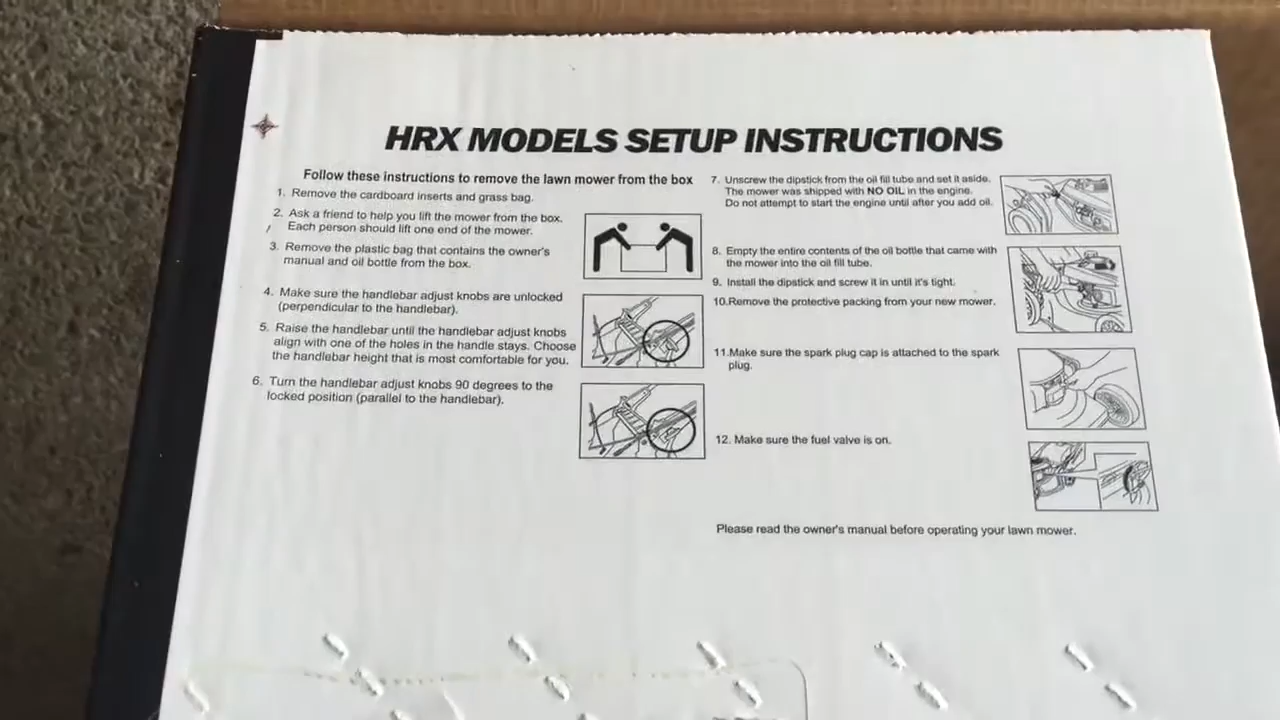 HRX MODELS SETUP INSTRUCTIONS
Follow these instructions to remove the lawn mower from the box
1. Remove the cardboard inserts and grass bag.
2. Ask a friend to help you lift the mower from the box.
Each person should lift one end of the mower.
3. Remove the plastic bag that contains the owner's
manual and oil bottle from the box.
4. Make sure the handlebar adjust knobs are unlocked
(perpendicular to the handlebar).
5. Raise the handlebar until the handlebar adjust knobs
align with one of the holes in the handle stays. Choose
the handlebar height that is most comfortable for you.
6. Turn the handlebar adjust knobs 90 degrees to the
locked position (parallel to the handlebar).
7. Unscrew the dipstick from the oil fill tube and set it aside.
The mower was shipped with NO OIL in the engine.
Do not attempt to start the engine until after you add oil.
8. Empty the entire contents of the oil bottle that came with
the mower into the oil fill tube.
9. Install the dipstick and screw it in until it's tight.
10.Remove the protective packing from your new mower.
11.Make sure the spark plug cap is attached to the spark
plug.
12. Make sure the fuel valve is on.
Please read the owner's manual before operating your lawn mower.